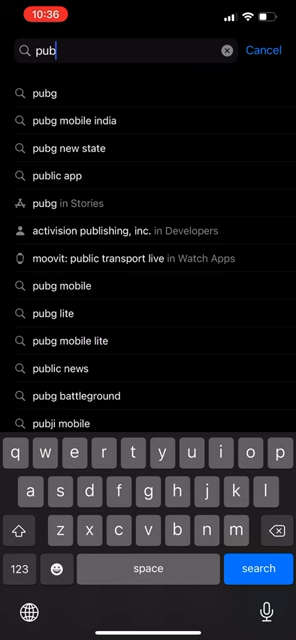 10:36
pub
Cancel
pubg
pubg mobile india
pubg new state
public app
pubg in Stories
activision publishing, inc. in Developers
moovit: public transport live in Watch Apps
pubg mobile
pubg lite
pubg mobile lite
public news
pubg battleground
pubji mobile
q w e r t y u i o p
a s d f g h j k l
z x c v b n m
123 space search